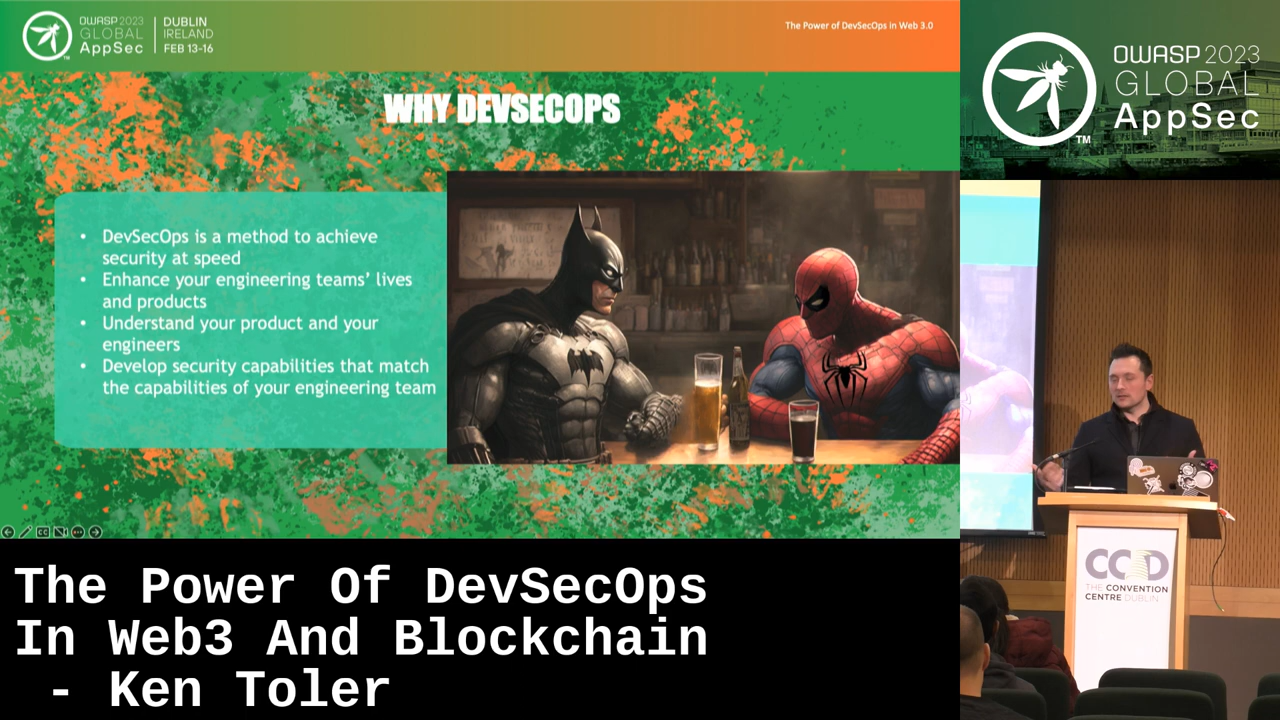 OWASP 2023
GLOBAL
AppSec
TM
DUBLIN
IRELAND
FEB 13-16
The Power of DevSecOps in Web 3.0
WHY DEVSECOPS
• DevSecOps is a method to achieve
security at speed
• Enhance your engineering teams’ lives
and products
• Understand your product and your
engineers
• Develop security capabilities that match
the capabilities of your engineering team
OWASP 2023
GLOBAL
AppSec
TM
THE CONVENTION
CENTRE DUBLIN
The Power Of DevSecOps
In Web3 And Blockchain
- Ken Toler